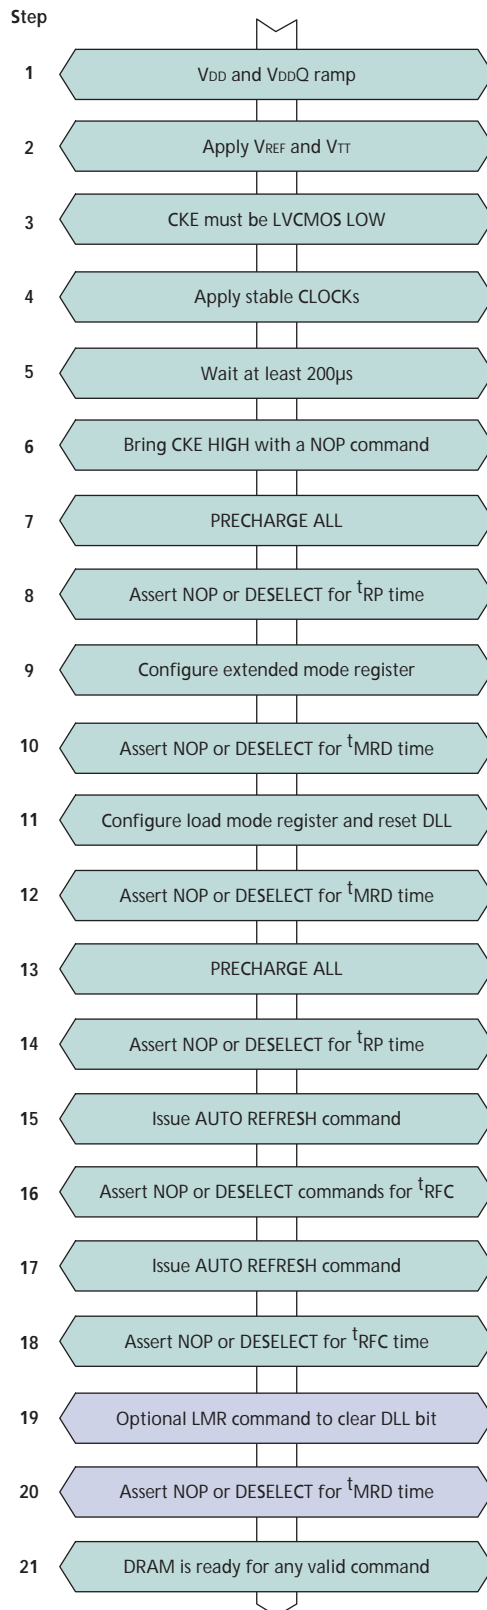 Step
1 VDD and VDDQ ramp
2 Apply VREF and VTT
3 CKE must be LVCMOS LOW
4 Apply stable CLOCKs
5 Wait at least 200µs
6 Bring CKE HIGH with a NOP command
7 PRECHARGE ALL
8 Assert NOP or DESELECT for tRP time
9 Configure extended mode register
10 Assert NOP or DESELECT for tMRD time
11 Configure load mode register and reset DLL
12 Assert NOP or DESELECT for tMRD time
13 PRECHARGE ALL
14 Assert NOP or DESELECT for tRP time
15 Issue AUTO REFRESH command
16 Assert NOP or DESELECT commands for tRFC
17 Issue AUTO REFRESH command
18 Assert NOP or DESELECT for tRFC time
19 Optional LMR command to clear DLL bit
20 Assert NOP or DESELECT for tMRD time
21 DRAM is ready for any valid command